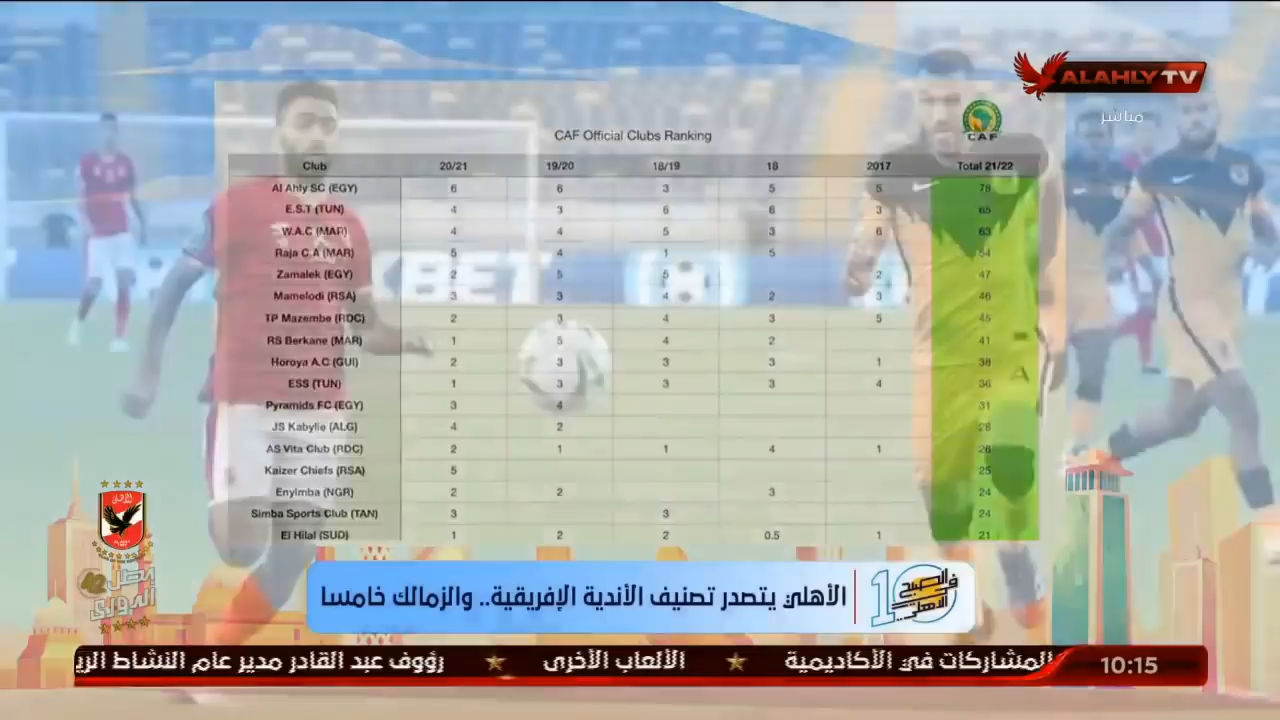 ALAHLY TV
مباشر
CAF
CAF Official Clubs Ranking
Club 20/21 19/20 18/19 18 2017 Total 21/22
Al Ahly SC (EGY) 6 6 3 5 5 78
E.S.T (TUN) 4 3 6 6 3 65
W.A.C (MAR) 4 4 5 3 6 63
Raja C.A (MAR) 5 4 1 5 54
Zamalek (EGY) 2 5 5 2 47
Mamelodi (RSA) 3 3 4 2 3 46
TP Mazembe (RDC) 2 3 4 3 5 45
RS Berkane (MAR) 1 5 4 2 41
Horoya A.C (GUI) 2 3 3 3 1 38
ESS (TUN) 1 3 3 3 4 36
Pyramids FC (EGY) 3 4 31
JS Kabylie (ALG) 4 2 28
AS Vita Club (RDC) 2 1 1 4 1 26
Kaizer Chiefs (RSA) 5 25
Enyimba (NGR) 2 2 3 24
Simba Sports Club (TAN) 3 3 24
El Hilal (SUD) 1 2 2 0.5 1 21
الأهلي يتصدر تصنيف الأندية الإفريقية.. والزمالك خامسا
10 الصبح في الأهلي
المشاركات في الأكاديمية ★ الألعاب الأخرى ★ رؤوف عبد القادر مدير عام النشاط الري
10:15